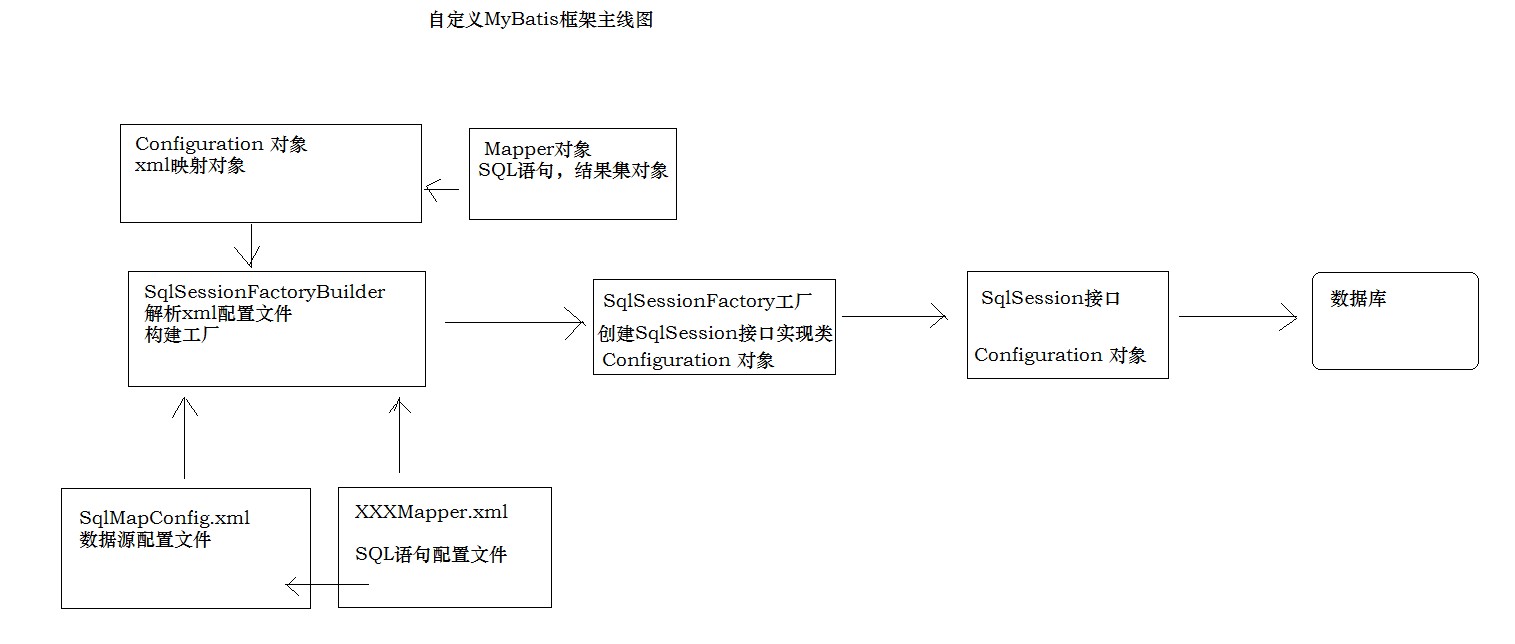 自定义MyBatis框架主线图
Configuration 对象
xml映射对象
Mapper对象
SQL语句，结果集对象
SqlSessionFactoryBuilder
解析xml配置文件
构建工厂
SqlSessionFactory工厂
创建SqlSession接口实现类
Configuration 对象
SqlSession接口
Configuration 对象
数据库
SqlMapConfig.xml
数据源配置文件
XXXMapper.xml
SQL语句配置文件